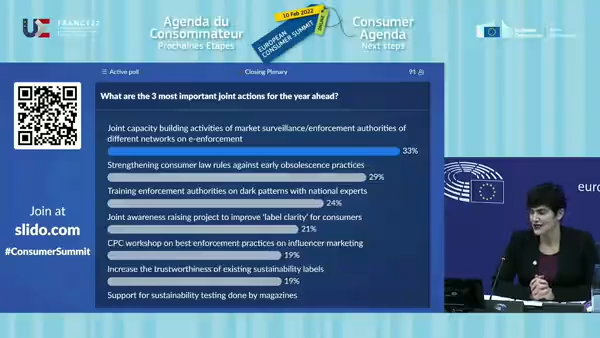 FRANCE22
Agenda du
Consommateur
Prochaines Etapes
10 Feb 2022
EUROPEAN
CONSUMER SUMMIT
ONLINE
Consumer
Agenda
Next steps
Active poll
Closing Plenary
91
What are the 3 most important joint actions for the year ahead?
Joint capacity building activities of market surveillance/enforcement authorities of
different networks on e-enforcement
33%
Strengthening consumer law rules against early obsolescence practices
29%
Training enforcement authorities on dark patterns with national experts
24%
Joint awareness raising project to improve 'label clarity' for consumers
21%
CPC workshop on best enforcement practices on influencer marketing
19%
Increase the trustworthiness of existing sustainability labels
19%
Support for sustainability testing done by magazines
Join at
slido.com
#ConsumerSummit
euro